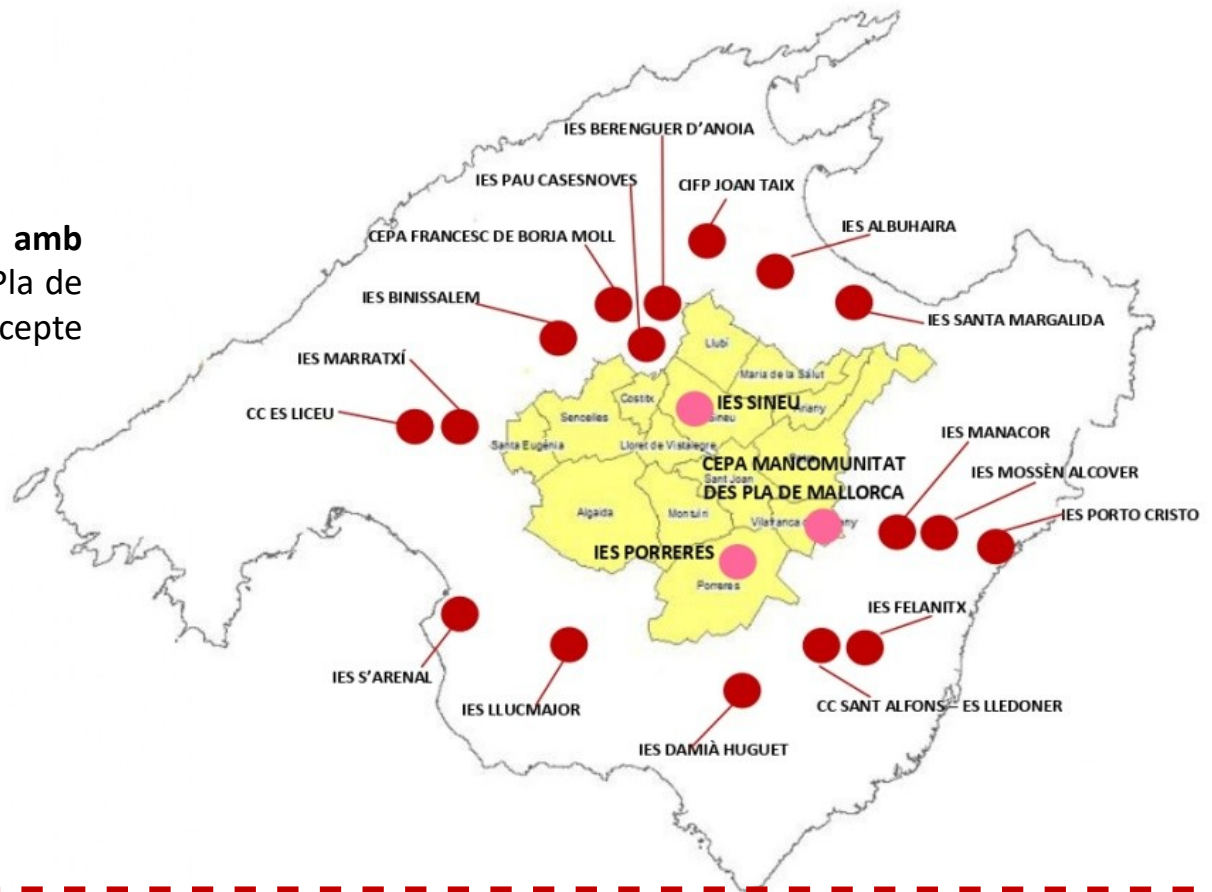 amb
Pla de
cepte
IES BERENGUER D'ANOIA
IES PAU CASESNOVES
CIFP JOAN TAIX
CEPA FRANCESC DE BORJA MOLL
IES ALBUHAIRA
IES BINISSALEM
IES SANTA MARGALIDA
IES MARRATXÍ
CC ES LICEU
Llubí
Maria de la Salut
Costitx
IES SINEU
Sineu
Ariany
Sencelles
Santa Eugènia
Lloret de Vistalegre
IES MANACOR
CEPA MANCOMUNITAT
DES PLA DE MALLORCA
Sant Joan
IES MOSSÈN ALCOVER
IES PORTO CRISTO
Algaida
Montuïri
Vilafranca
IES PORRERES
Porreres
IES FELANITX
IES S'ARENAL
IES LLUCMAJOR
CC SANT ALFONS – ES LLEDONER
IES DAMIÀ HUGUET